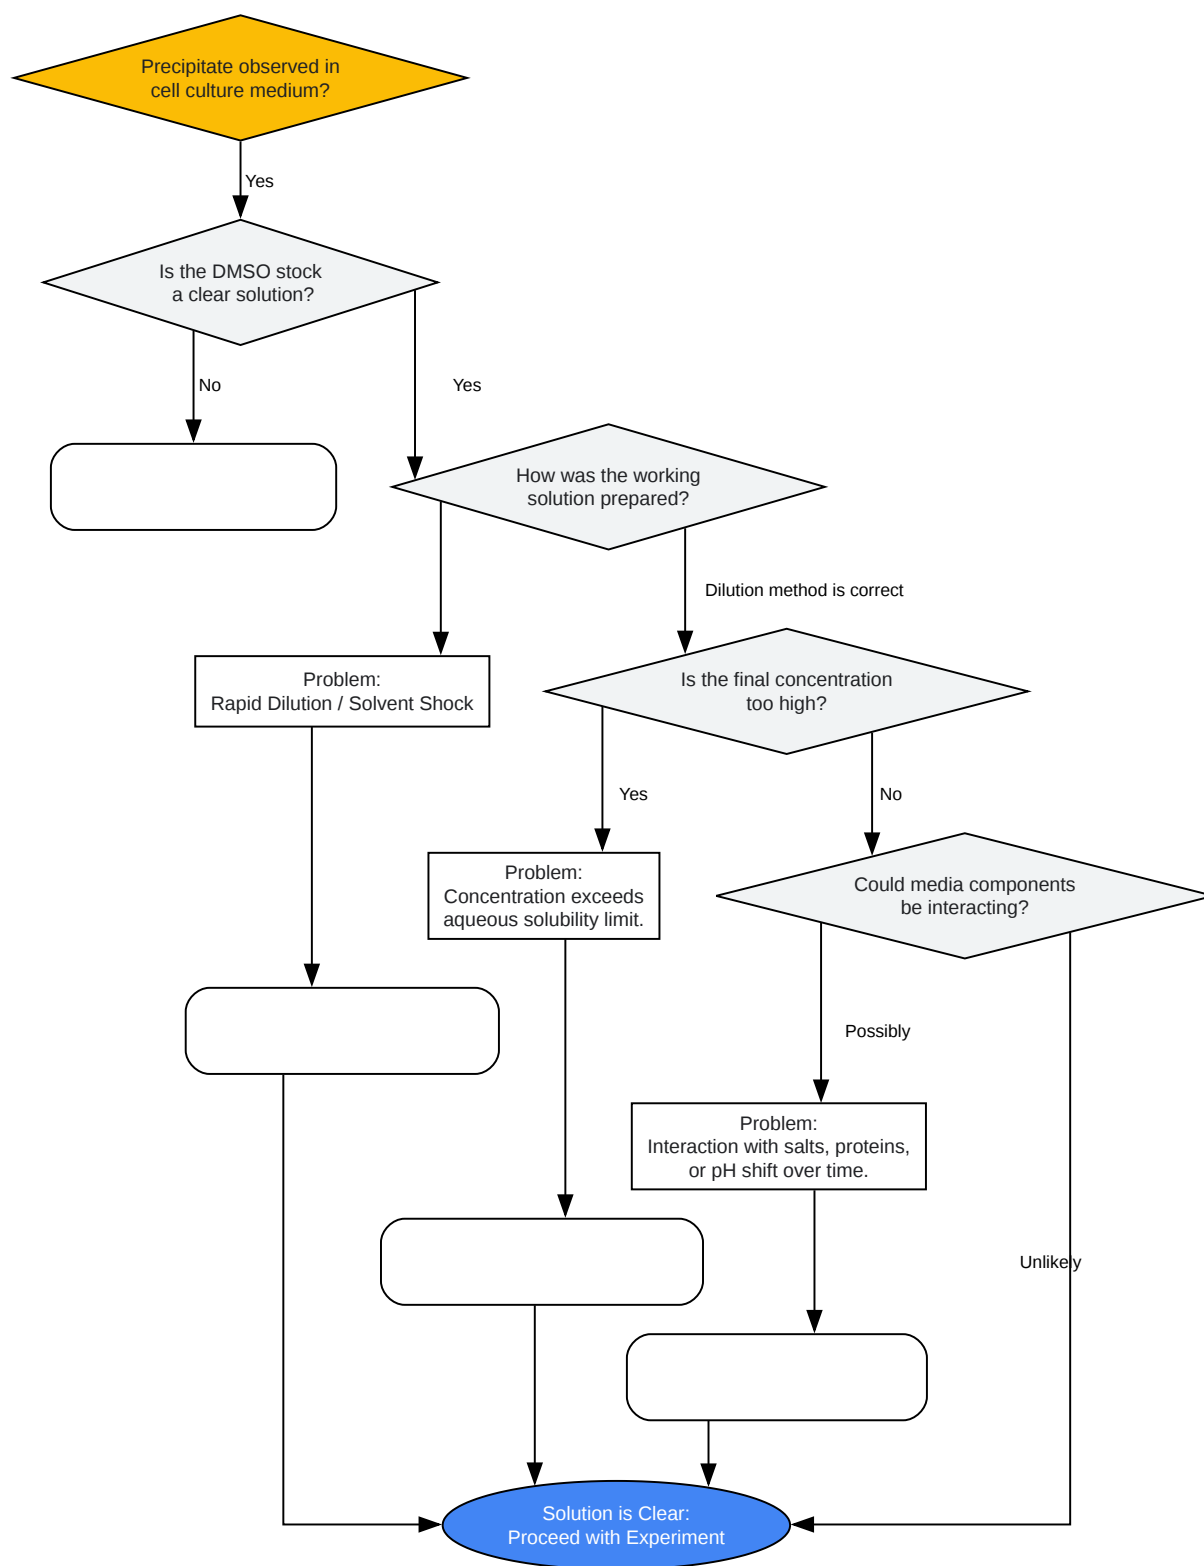 Precipitate observed in
cell culture medium?
Yes
Is the DMSO stock
a clear solution?
No
Yes
How was the working
solution prepared?
Dilution method is correct
Problem:
Rapid Dilution / Solvent Shock
Is the final concentration
too high?
Yes
No
Problem:
Concentration exceeds
aqueous solubility limit.
Could media components
be interacting?
Possibly
Problem:
Interaction with salts, proteins,
or pH shift over time.
Unlikely
Solution is Clear:
Proceed with Experiment